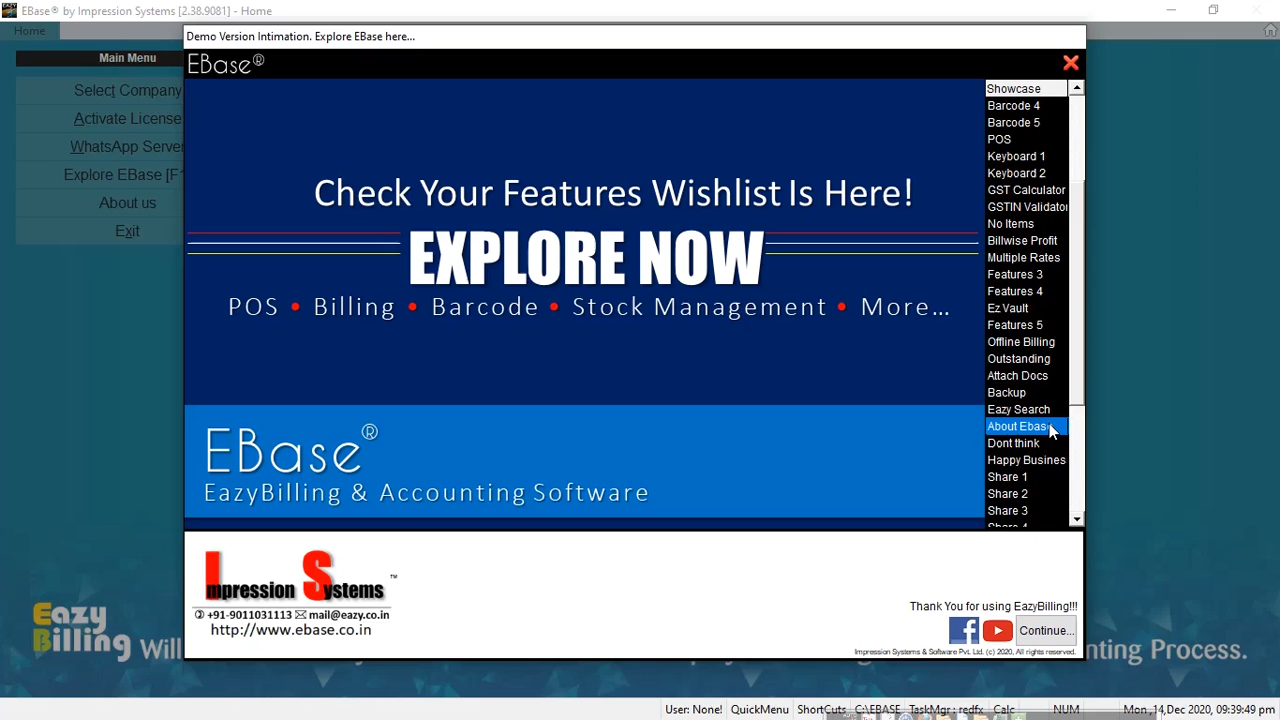 EBase® by Impression Systems [2.38.9081] - Home
Home
Main Menu
Select Company
Activate License
WhatsApp Server
Explore EBase [F1
About us
Exit
Demo Version Intimation. Explore EBase here...
EBase®
Check Your Features Wishlist Is Here!
EXPLORE NOW
POS • Billing • Barcode • Stock Management • More...
EBase®
EazyBilling & Accounting Software
Showcase
Barcode 4
Barcode 5
POS
Keyboard 1
Keyboard 2
GST Calculator
GSTIN Validato
No Items
Billwise Profit
Multiple Rates
Features 3
Features 4
Ez Vault
Features 5
Offline Billing
Outstanding
Attach Docs
Backup
Eazy Search
About Ebase
Dont think
Happy Busines
Share 1
Share 2
Share 3
Share 4
Impression Systems ™
+91-9011031113 mail@eazy.co.in
http://www.ebase.co.in
Thank You for using EazyBilling!!!
Continue...
Impression Systems & Software Pvt. Ltd. (c) 2020, All rights reserved.
Eazy
Billing Will
nting Process.
User: None! QuickMenu ShortCuts C:\EBASE TaskMgr : redfx Calc NUM Mon.,14,Dec 2020, 09:39:49 pm